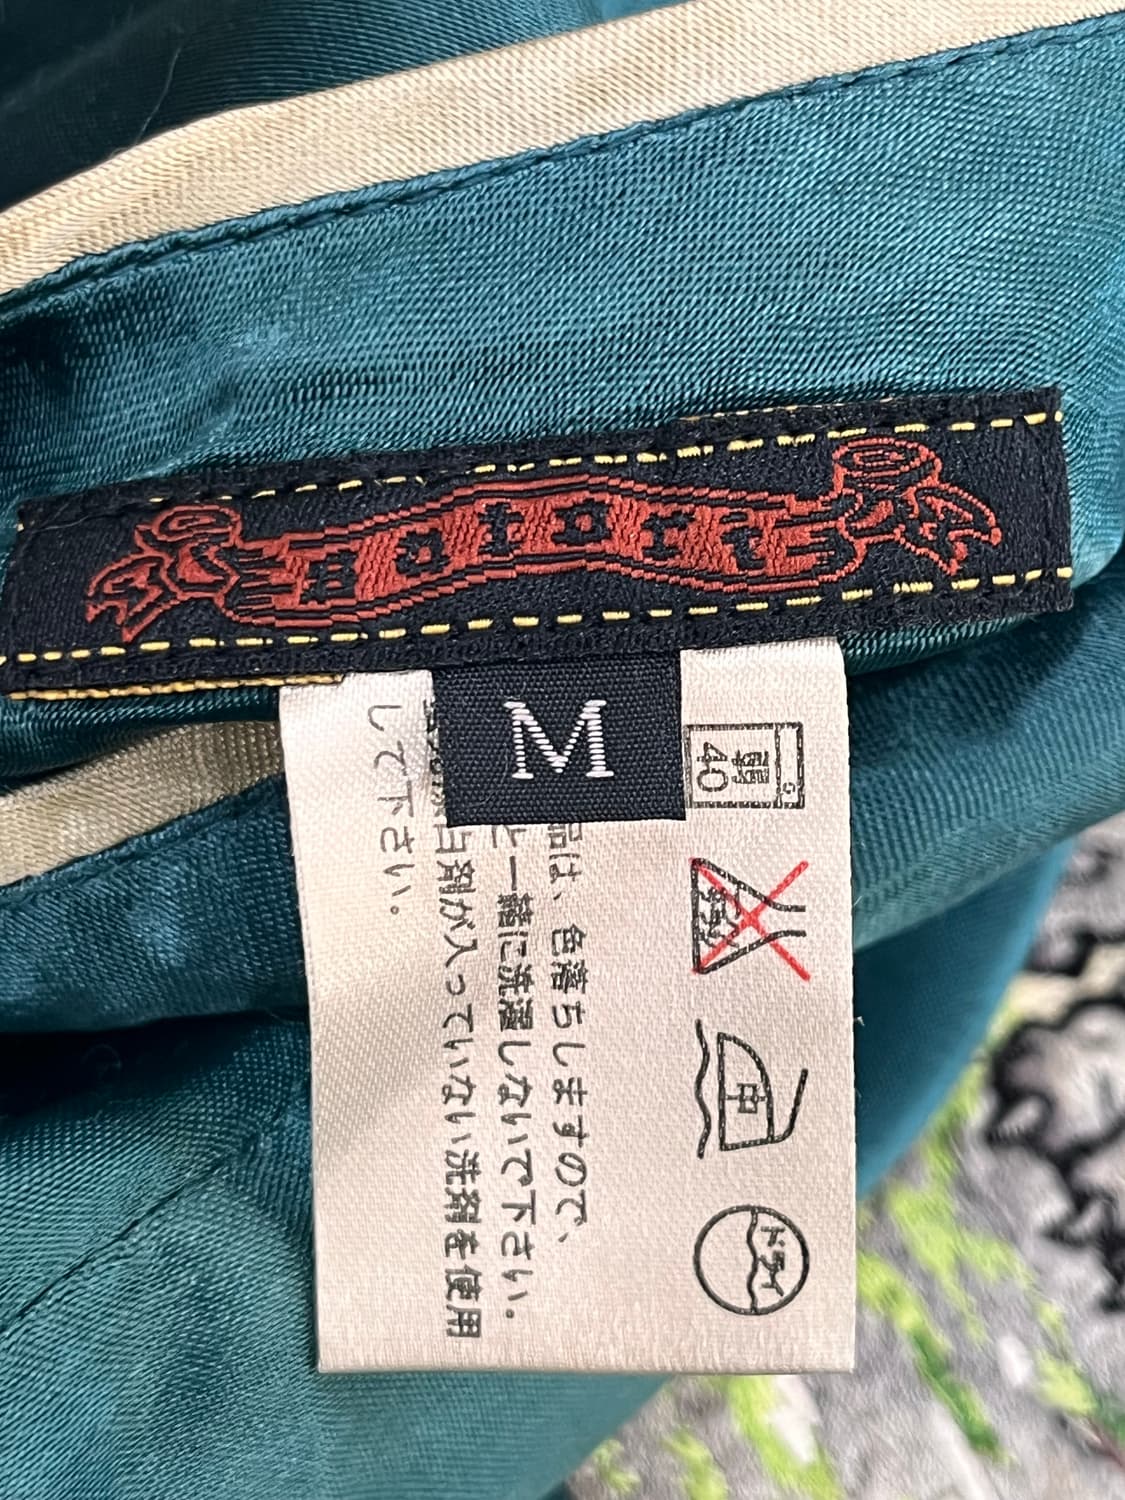 M
弱
40
中
ドライ
品は、色落ちしますので、
と一緒に洗濯しないで下さい。
白剤が入っていない洗剤を使用
して下さい。